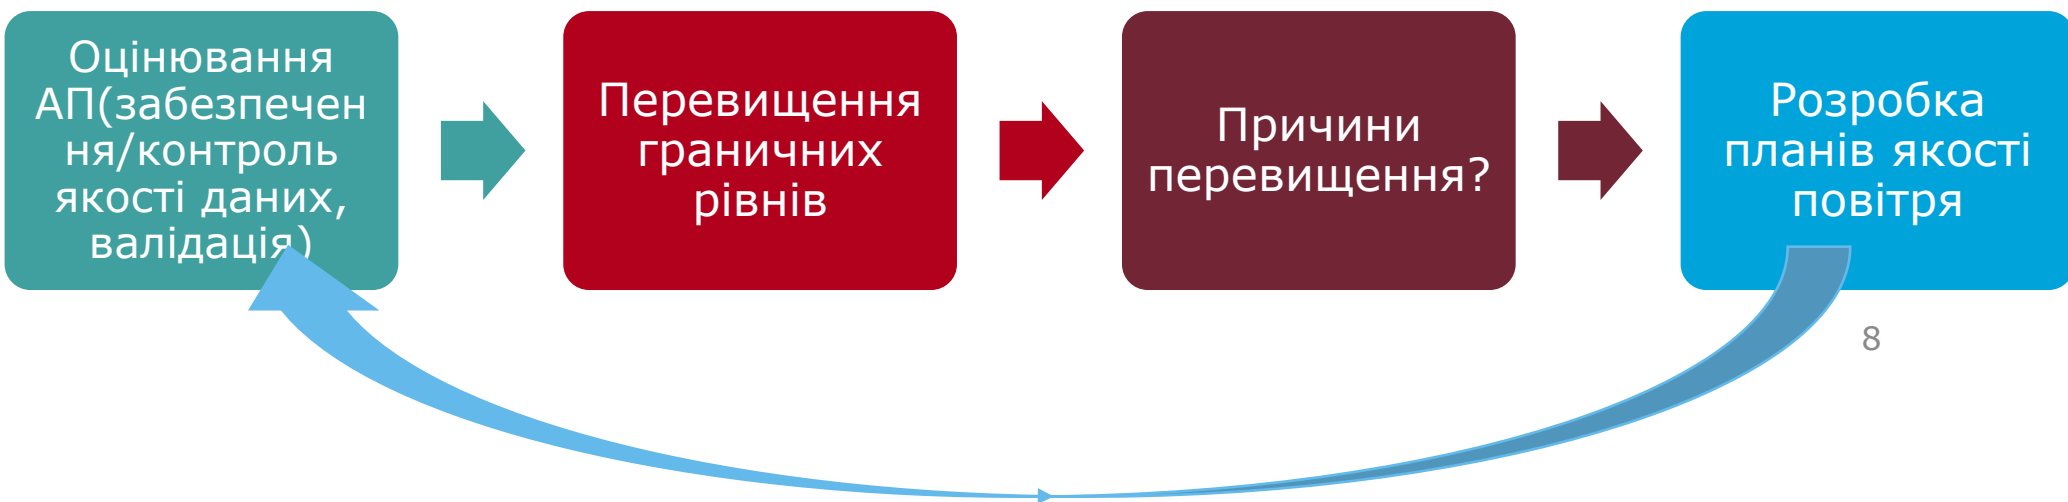 Оцінювання
АП(забезпечен
ня/контроль
якості даних,
валідація)
Перевищення
граничних
рівнів
Причини
перевищення?
Розробка
планів якості
повітря
8